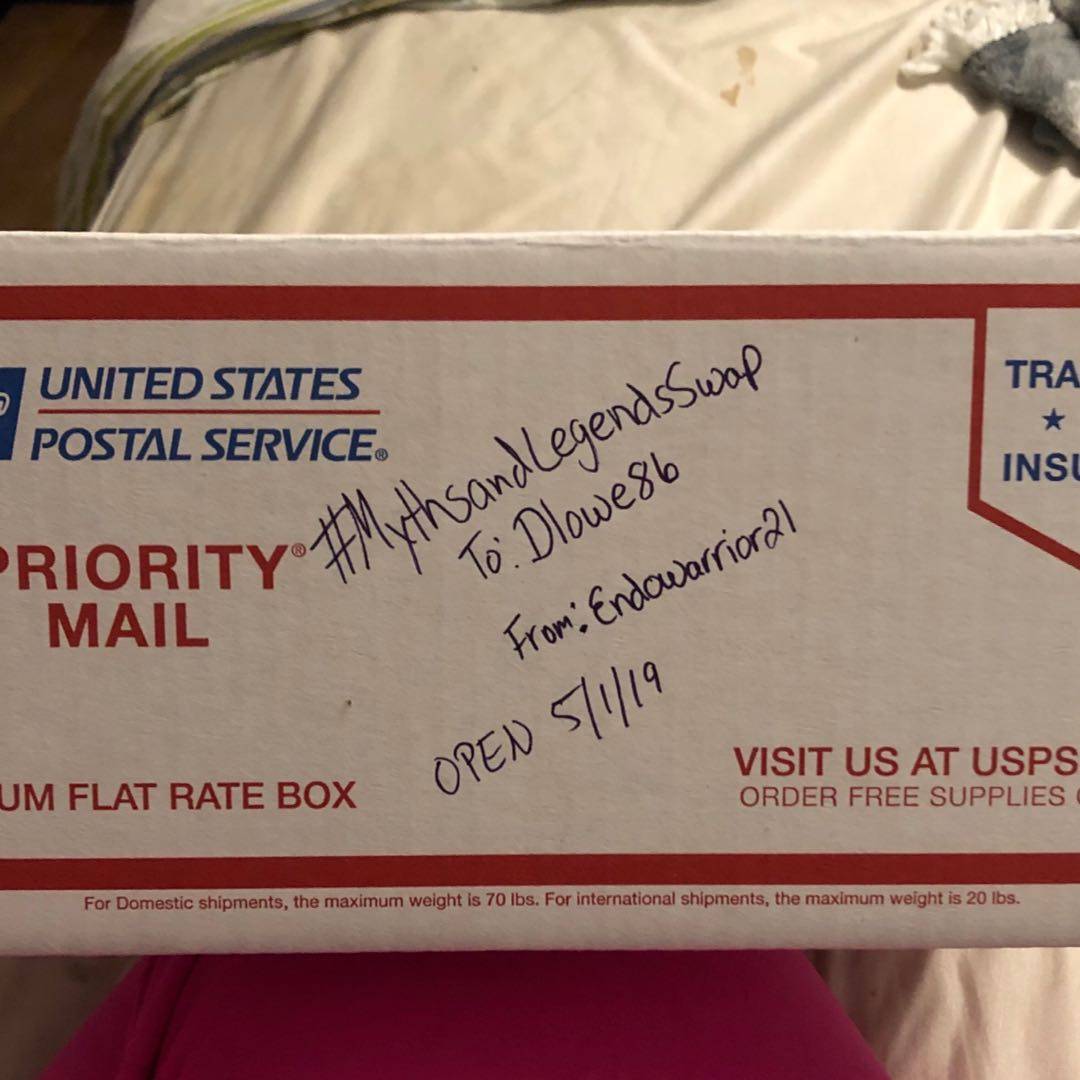 UNITED STATES
POSTAL SERVICE®
PRIORITY®
MAIL
#MythsandLegendsSwap
To: Dlowe86
From: Endowarrior21
OPEN 5/1/19
TRA
★
INSU
UM FLAT RATE BOX
VISIT US AT USPS
ORDER FREE SUPPLIES
For Domestic shipments, the maximum weight is 70 lbs. For international shipments, the maximum weight is 20 lbs.